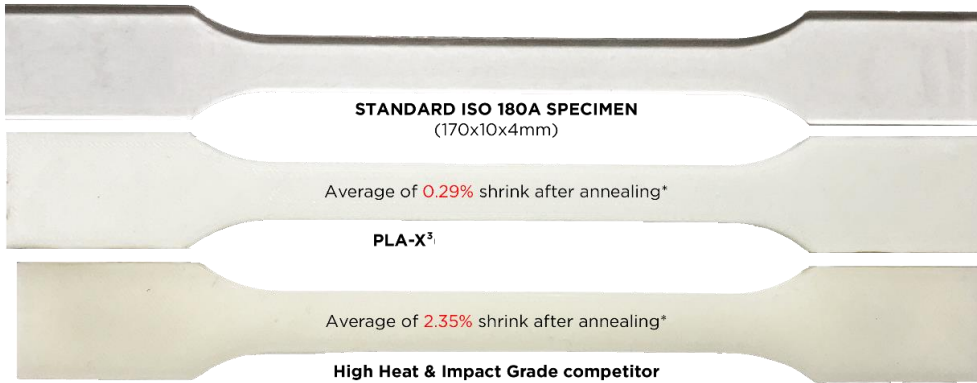 STANDARD ISO 180A SPECIMEN
(170x10x4mm)
Average of 0.29% shrink after annealing*
PLA-X³
Average of 2.35% shrink after annealing*
High Heat & Impact Grade competitor